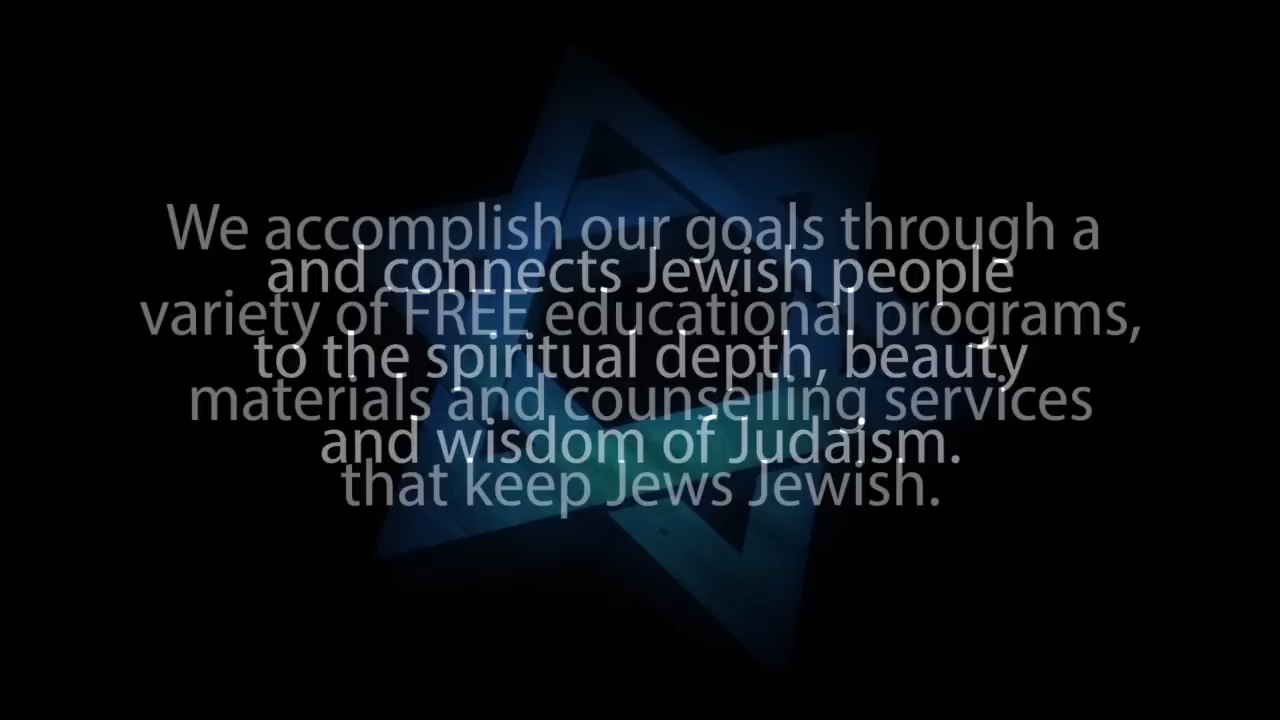 We accomplish our goals through a
and connects Jewish people
variety of FREE educational programs,
to the spiritual depth, beauty
materials and counselling services
and wisdom of Judaism.
that keep Jews Jewish.